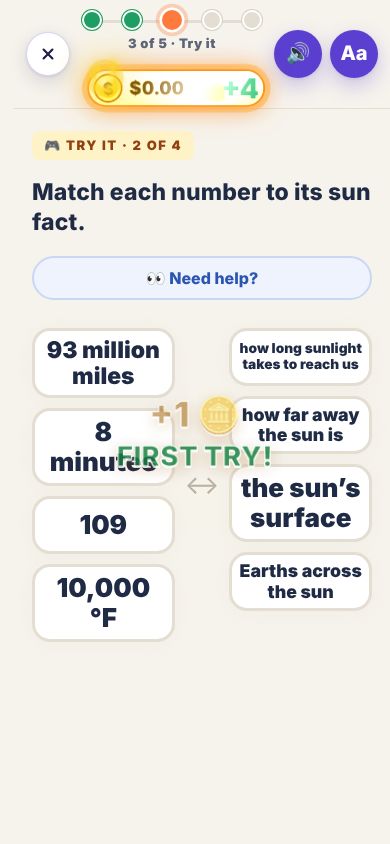 3 of 5 · Try it
Aa
$0.00 +4
TRY IT · 2 OF 4
Match each number to its sun
fact.
Need help?
93 million
miles
8
minutes
109
10,000
°F
+1
FIRST TRY!
how long sunlight
takes to reach us
how far away
the sun is
the sun’s
surface
Earths across
the sun